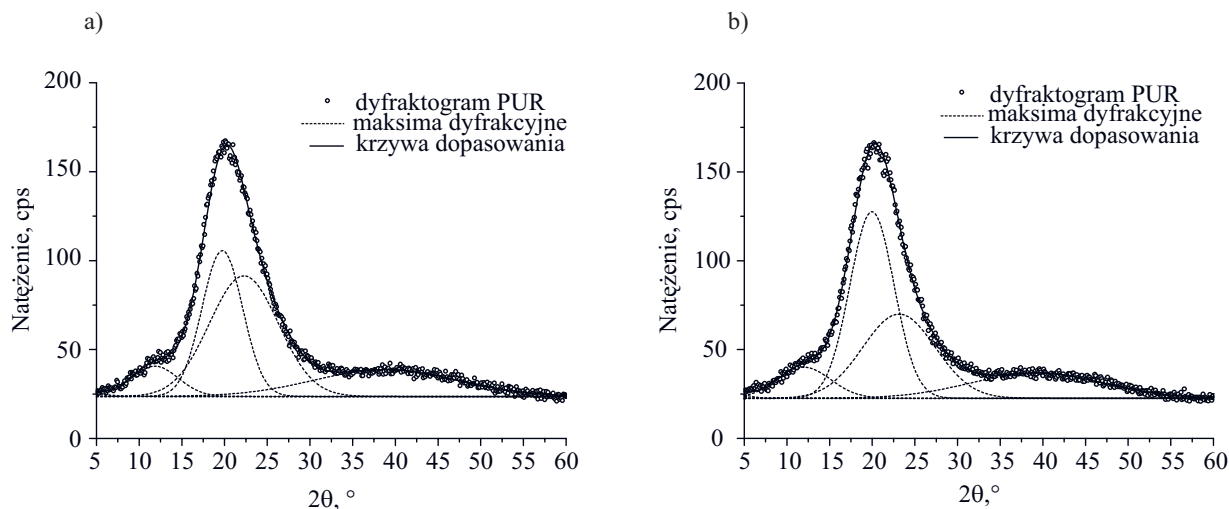 a)
200
150
100
50
0
Natężenie, cps
dyfraktogram PUR
maksima dyfrakcyjne
krzywa dopasowania
5 10 15 20 25 30 35 40 45 50 55 60
2θ, °
b)
200
150
100
50
0
Natężenie, cps
dyfraktogram PUR
maksima dyfrakcyjne
krzywa dopasowania
5 10 15 20 25 30 35 40 45 50 55 60
2θ,°